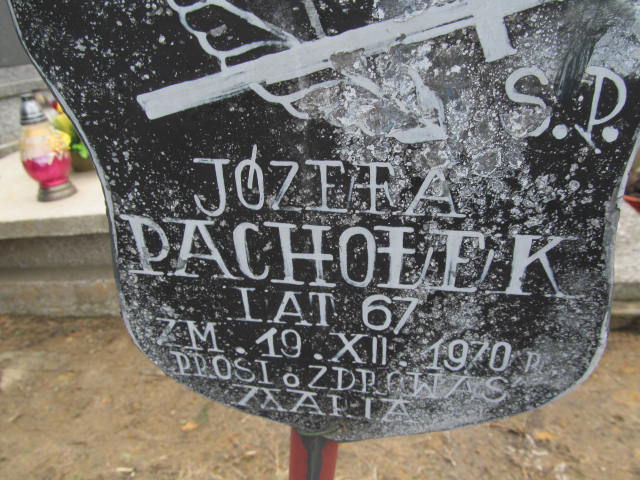 Ś.P.
JÓZEFA
PACHOŁEK
LAT 67
ZM. 19. XII 1970 R
PROSI O ZDROWAŚ
MARIA